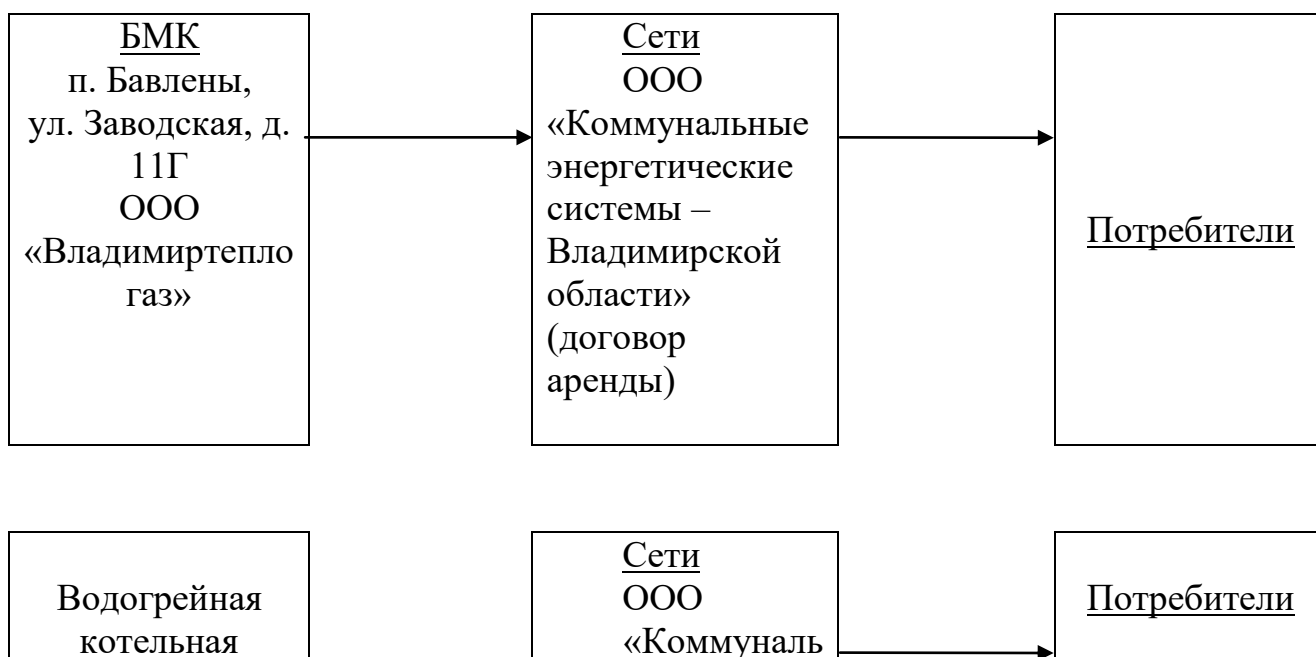 БМК
п. Бавлены,
ул. Заводская, д.
11Г
ООО
«Владимиртепло
газ»
Сети
ООО
«Коммунальные
энергетические
системы –
Владимирской
области»
(договор
аренды)
Потребители
Водогрейная
котельная
Сети
ООО
«Коммуналь
Потребители